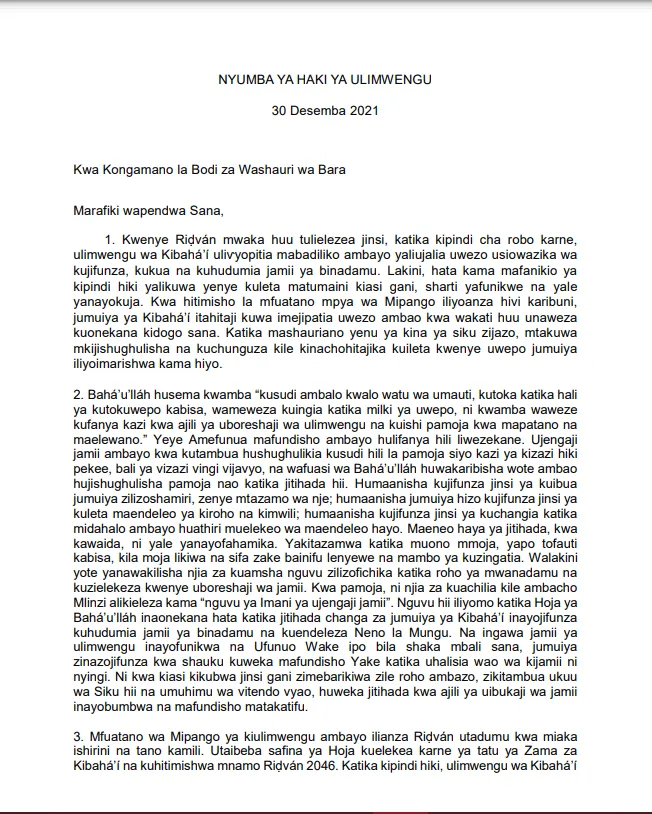 NYUMBA YA HAKI YA ULIMWENGU
30 Desemba 2021
Kwa Kongamano la Bodi za Washauri wa Bara
Marafiki wapendwa Sana,
1. Kwenye Riḍván mwaka huu tulielezea jinsi, katika kipindi cha robo karne,
ulimwengu wa Kibahá’í ulivyopitia mabadiliko ambayo yaliujalia uwezo usiowazika wa
kujifunza, kukua na kuhudumia jamii ya binadamu. Lakini, hata kama mafanikio ya
kipindi hiki yalikuwa yenye kuleta matumaini kiasi gani, sharti yafunikwe na yale
yanayokuja. Kwa hitimisho la mfuatano mpya wa Mipango iliyoanza hivi karibuni,
jumuiya ya Kibahá’í itahitaji kuwa imejipatia uwezo ambao kwa wakati huu unaweza
kuonekana kidogo sana. Katika mashauriano yenu ya kina ya siku zijazo, mtakuwa
mkijishughulisha na kuchunguza kile kinachohitajika kuileta kwenye uwepo jumuiya
iliyoimarishwa kama hiyo.
2. Bahá’u’lláh husema kwamba “kusudi ambalo kwalo watu wa umauti, kutoka katika hali
ya kutokuwepo kabisa, wameweza kuingia katika milki ya uwepo, ni kwamba waweze
kufanya kazi kwa ajili ya uboreshaji wa ulimwengu na kuishi pamoja kwa mapatano na
maelewano.” Yeye Amefunua mafundisho ambayo hulifanya hili liwezekane. Ujengaji
jamii ambayo kwa kutambua hushughulikia kusudi hili la pamoja siyo kazi ya kizazi hiki
pekee, bali ya vizazi vingi vijavyo, na wafuasi wa Bahá’u’lláh huwakaribisha wote ambao
hujishughulisha pamoja nao katika jitihada hii. Humaanisha kujifunza jinsi ya kuibua
jumuiya zilizoshamiri, zenye mtazamo wa nje; humaanisha jumuiya hizo kujifunza jinsi ya
kuleta maendeleo ya kiroho na kimwili; humaanisha kujifunza jinsi ya kuchangia katika
midahalo ambayo huathiri muelekeo wa maendeleo hayo. Maeneo haya ya jitihada, kwa
kawaida, ni yale yanayofahamika. Yakitazamwa katika muono mmoja, yapo tofauti
kabisa, kila moja likiwa na sifa zake bainifu lenyewe na mambo ya kuzingatia. Walakini
yote yanawakilisha njia za kuamsha nguvu zilizofichika katika roho ya mwanadamu na
kuzielekeza kwenye uboreshaji wa jamii. Kwa pamoja, ni njia za kuachilia kile ambacho
Mlinzi alikieleza kama “nguvu ya Imani ya ujengaji jamii”. Nguvu hii iliyomo katika Hoja ya
Bahá’u’lláh inaonekana hata katika jitihada changa za jumuiya ya Kibahá’í inayojifunza
kuhudumia jamii ya binadamu na kuendeleza Neno la Mungu. Na ingawa jamii ya
ulimwengu inayofunikwa na Ufunuo Wake ipo bila shaka mbali sana, jumuiya
zinazojifunza kwa shauku kuweka mafundisho Yake katika uhalisia wao wa kijamii ni
nyingi. Ni kwa kiasi kikubwa jinsi gani zimebarikiwa zile roho ambazo, zikitambua ukuu
wa Siku hii na umuhimu wa vitendo vyao, huweka jitihada kwa ajili ya uibukaji wa jamii
inayobumbwa na mafundisho matakatifu.
3. Mfuatano wa Mipango ya kiulimwengu ambayo ilianza Riḍván utadumu kwa miaka
ishirini na tano kamili. Utaibeba safina ya Hoja kuelekea karne ya tatu ya Zama za
Kibahá’í na kuhitimishwa mnamo Riḍván 2046. Katika kipindi hiki, ulimwengu wa Kibahá’í